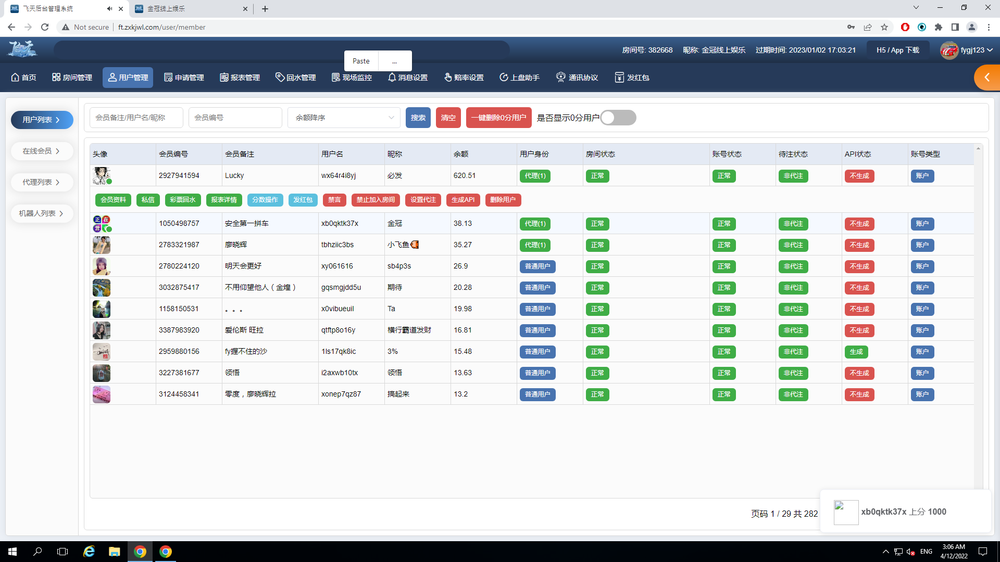 飞天后台管理系统
金冠线上娱乐
Not secure
ft.zxkjwl.com/user/member
飞天
房间号: 382668
昵称: 金冠线上娱乐
过期时间: 2023/01/02 17:03:21
H5 / App 下载
fygj123
Paste
...
首页
房间管理
用户管理
申请管理
报表管理
回水管理
现场监控
消息设置
赔率设置
上盘助手
通讯协议
发红包
用户列表
在线会员
代理列表
机器人列表
会员备注/用户名/昵称
会员编号
余额降序
搜索
清空
一键删除0分用户
是否显示0分用户
头像 会员编号 会员备注 用户名 昵称 余额 用户身份 房间状态 账号状态 待注状态 API状态 账号类型
2927941594 Lucky wx64r4i8yj 必发 620.51 代理(1) 正常 正常 非代注 不生成 账户
会员资料 私信 彩票回水 报表详情 分数操作 发红包 禁言 禁止加入房间 设置代注 生成API 删除用户
正在营业
1050498757 安全第一拼车 xb0qktk37x 金冠 38.13 代理(1) 正常 正常 非代注 不生成 账户
2783321987 廖晓辉 tbhziic3bs 小飞鱼 35.27 代理(1) 正常 正常 非代注 不生成 账户
2780224120 明天会更好 xy061616 sb4p3s 26.9 普通用户 正常 正常 非代注 不生成 账户
3032875417 不用仰望他人（金煌） gqsmgjdd5u 期待 20.28 普通用户 正常 正常 非代注 不生成 账户
1158150531 。。。 x0vibueuil Ta 19.98 普通用户 正常 正常 非代注 不生成 账户
3387983920 爱伦斯 旺拉 qtftp8o16y 横行霸道发财 16.81 普通用户 正常 正常 非代注 不生成 账户
2959880156 fy握不住的沙 1ls17qk8ic 3% 15.48 普通用户 正常 正常 非代注 生成 账户
3227381677 领悟 i2axwb10tx 领悟 13.63 普通用户 正常 正常 非代注 不生成 账户
3124458341 零度，廖晓辉拉 xonep7qz87 搞起来 13.2 普通用户 正常 正常 非代注 不生成 账户
页码 1 / 29 共 282
xb0qktk37x 上分 1000
ENG
3:06 AM
4/12/2022